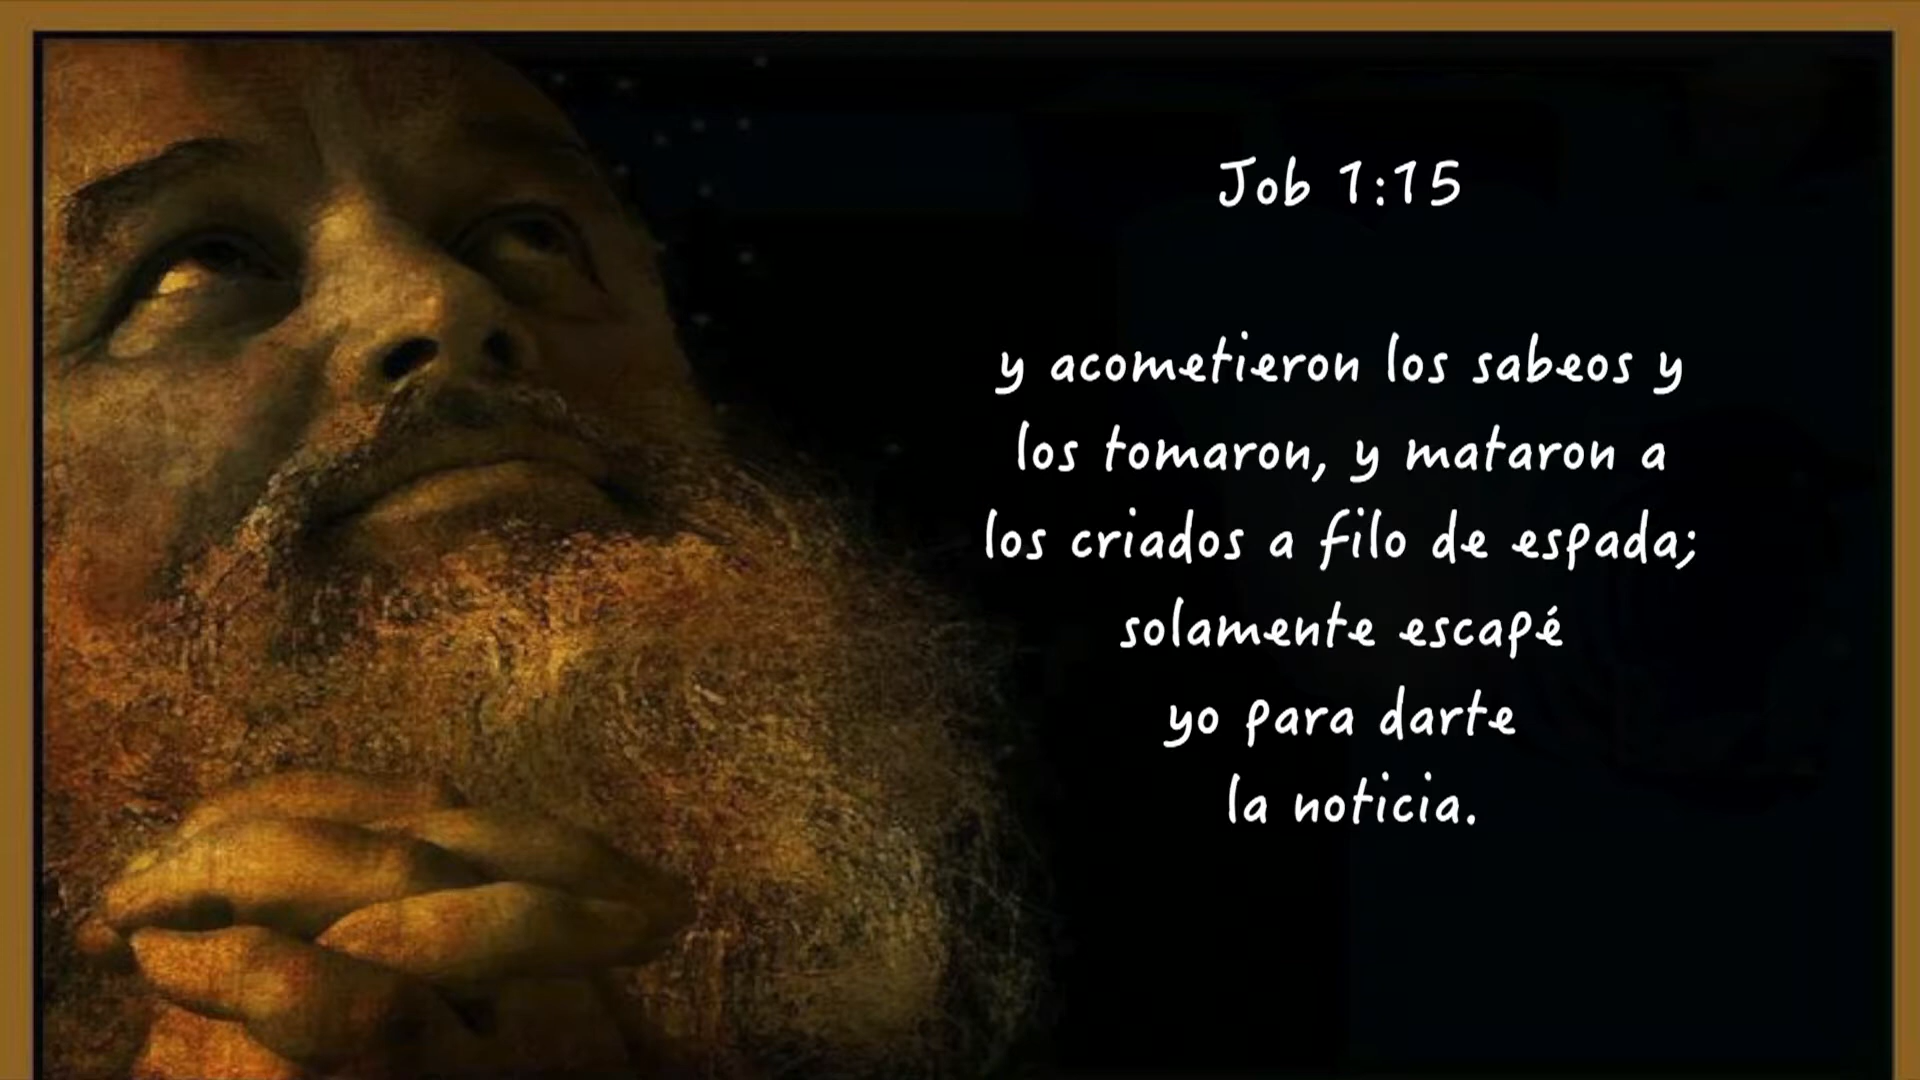 Job 1:15
y acometieron los sabeos y
los tomaron, y mataron a
los criados a filo de espada;
solamente escapé
yo para darte
la noticia.